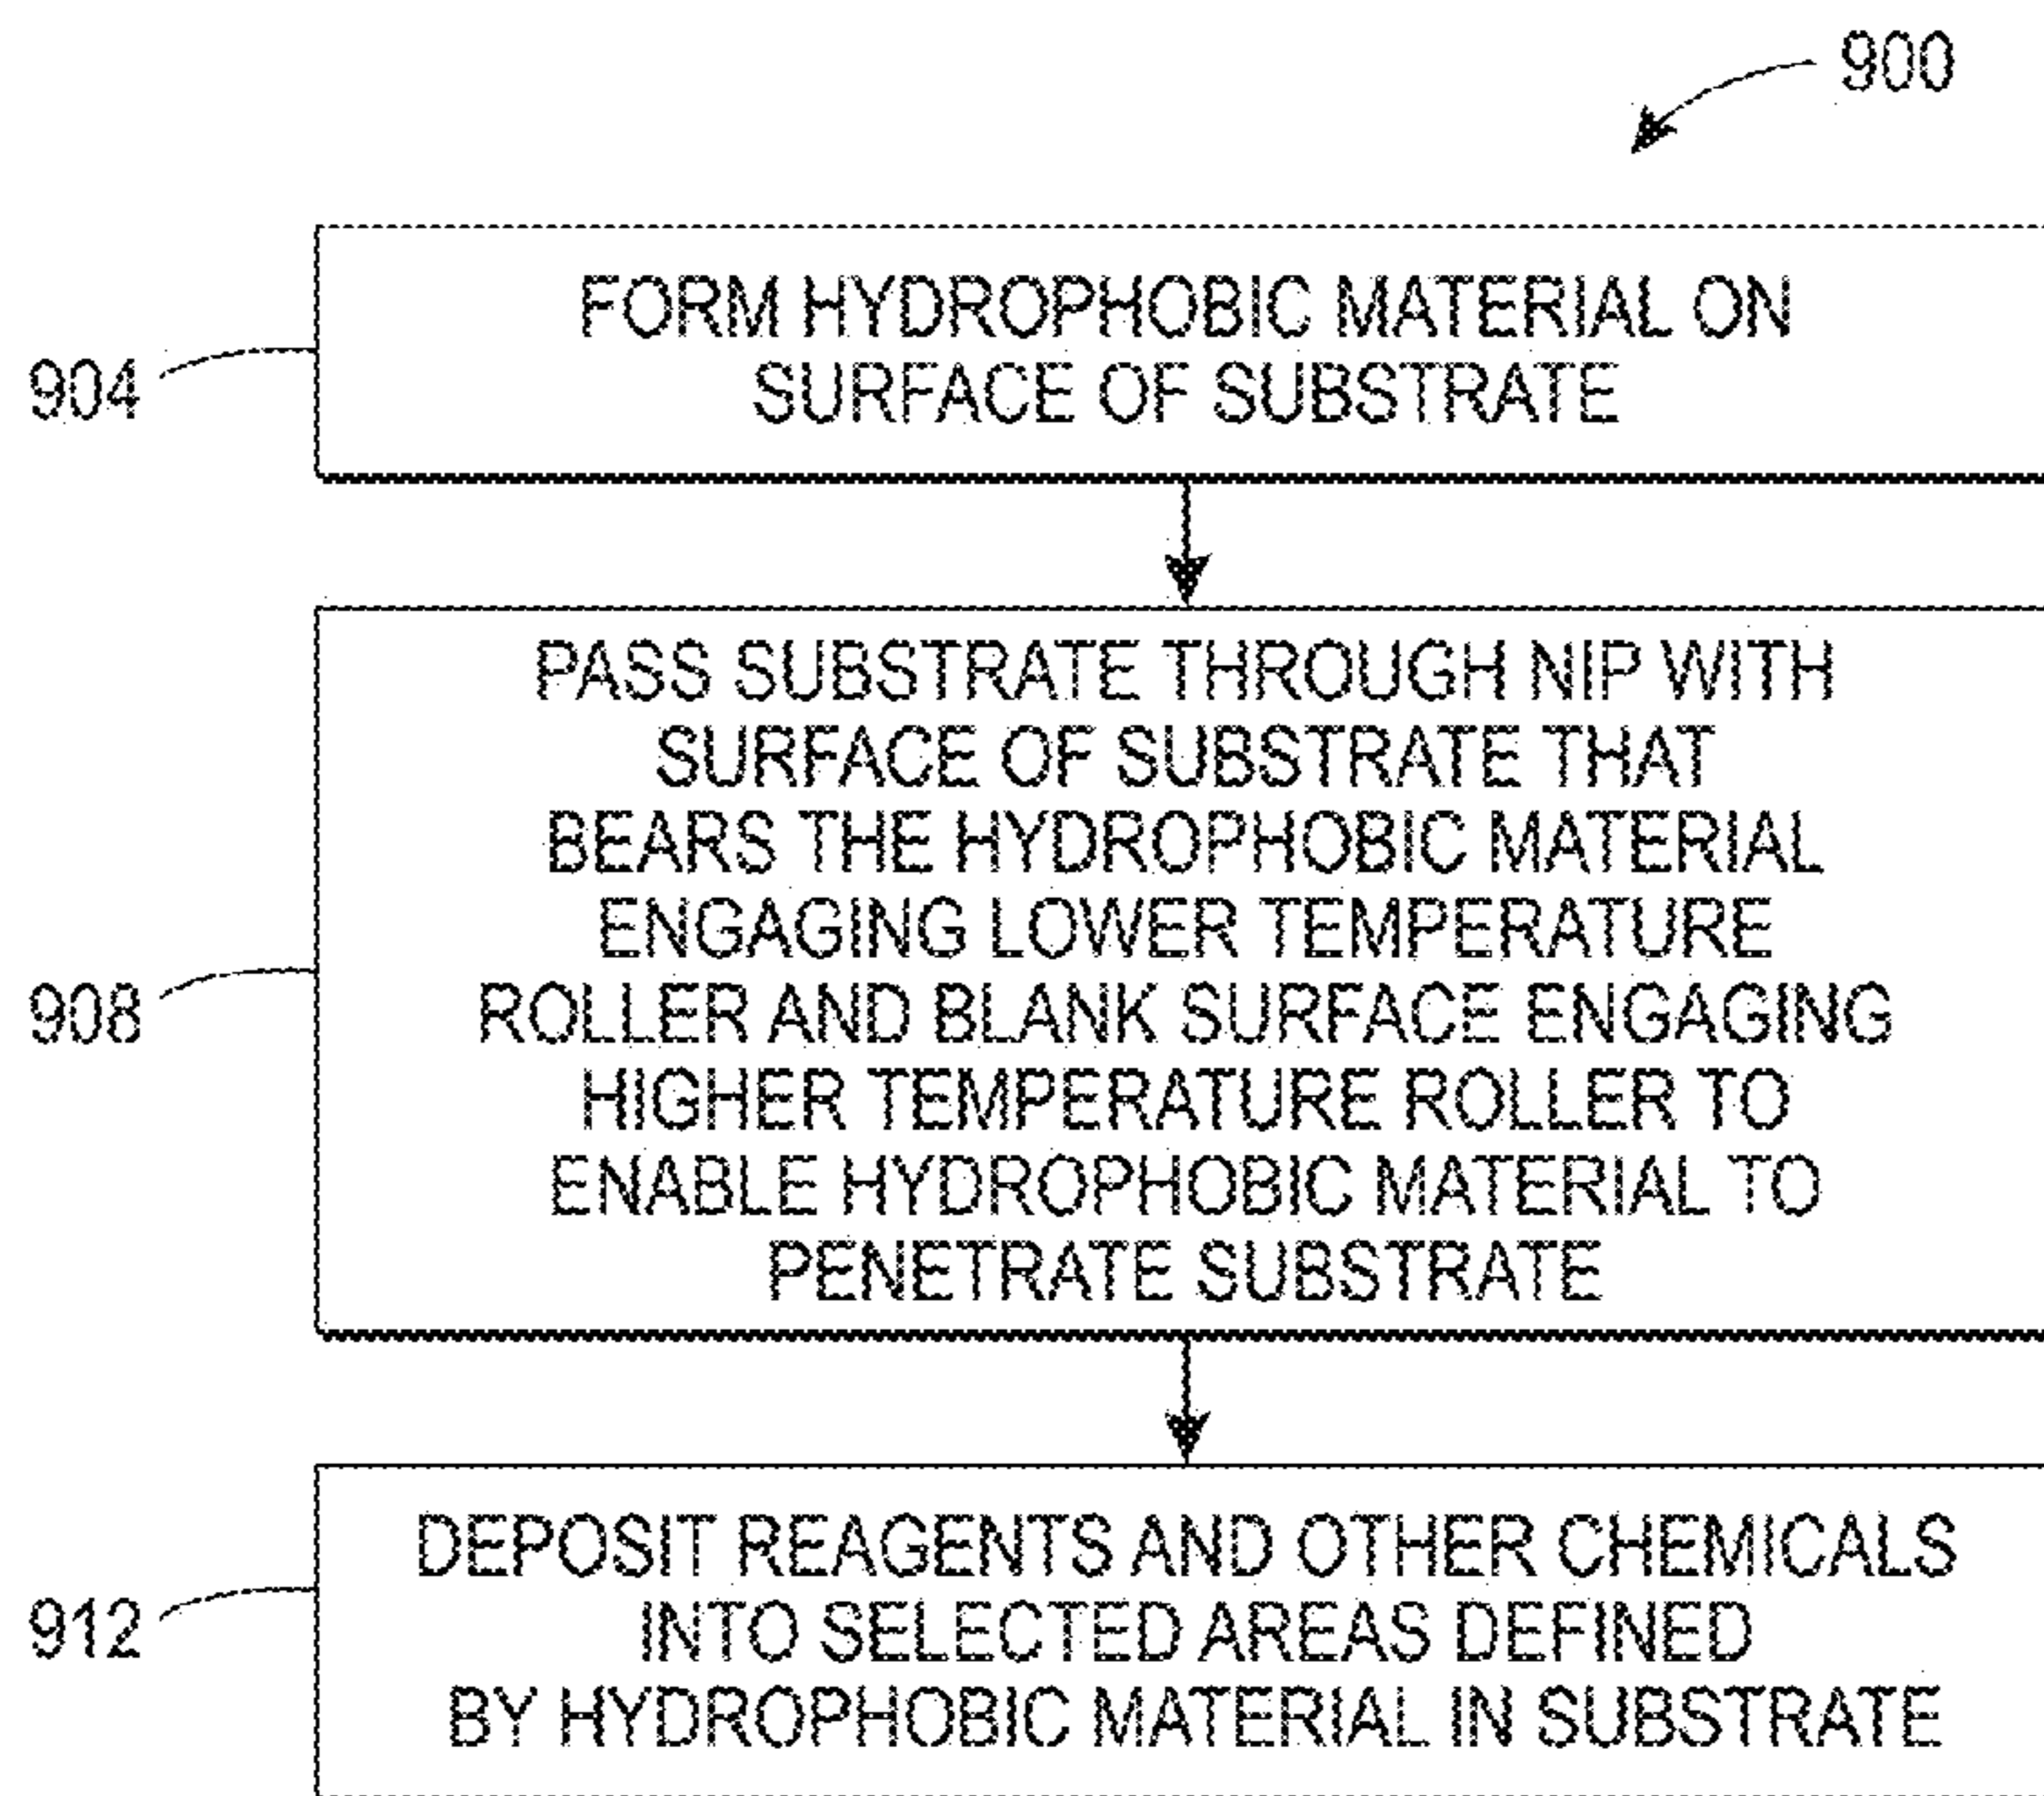 900
904
FORM HYDROPHOBIC MATERIAL ON
SURFACE OF SUBSTRATE
908
PASS SUBSTRATE THROUGH NIP WITH
SURFACE OF SUBSTRATE THAT
BEARS THE HYDROPHOBIC MATERIAL
ENGAGING LOWER TEMPERATURE
ROLLER AND BLANK SURFACE ENGAGING
HIGHER TEMPERATURE ROLLER TO
ENABLE HYDROPHOBIC MATERIAL TO
PENETRATE SUBSTRATE
912
DEPOSIT REAGENTS AND OTHER CHEMICALS
INTO SELECTED AREAS DEFINED
BY HYDROPHOBIC MATERIAL IN SUBSTRATE